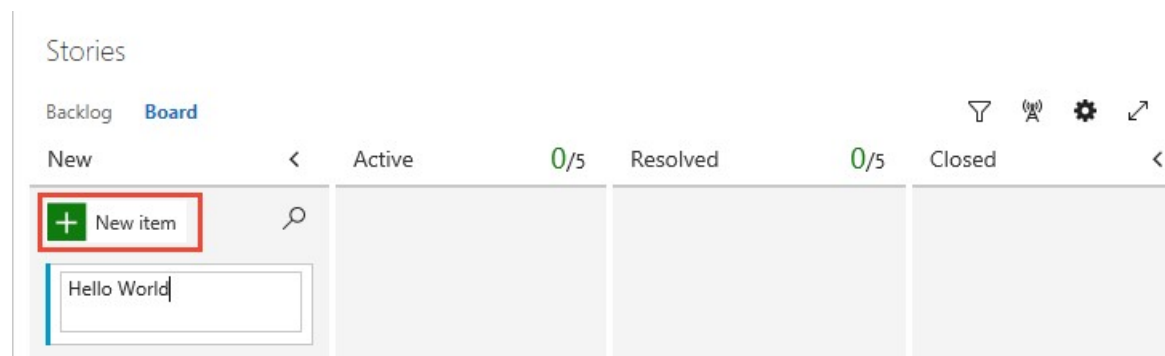 Stories
Backlog Board
New Active 0/5 Resolved 0/5 Closed
New item
Hello World